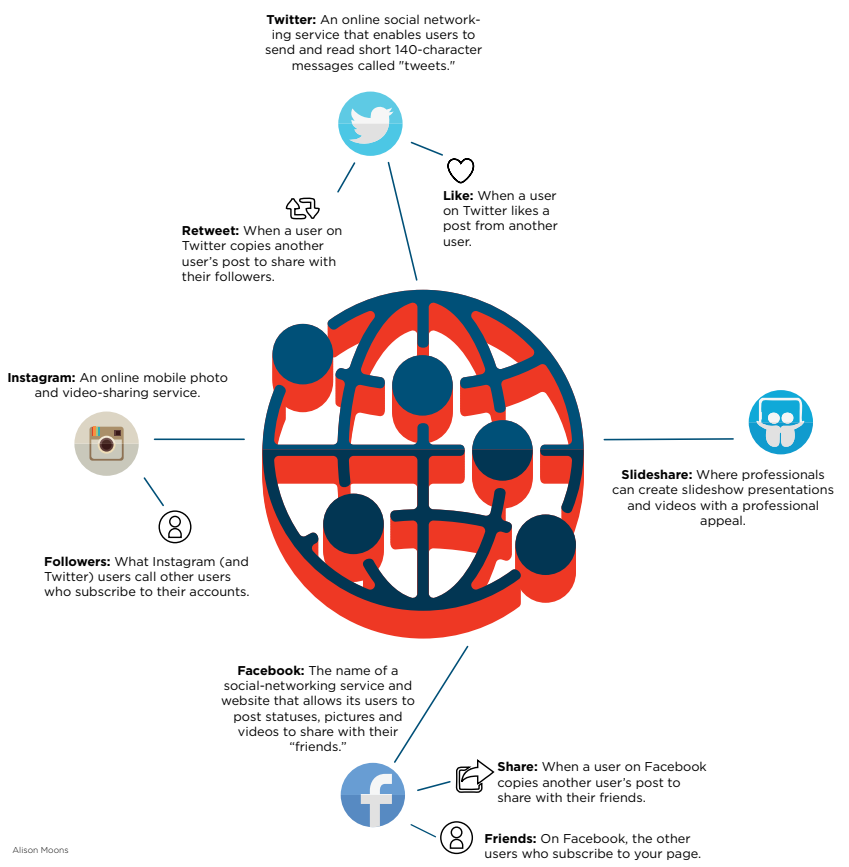 Twitter: An online social network-
ing service that enables users to
send and read short 140-character
messages called "tweets."
Like: When a user
on Twitter likes a
post from another
user.
Retweet: When a user on
Twitter copies another
user's post to share with
their followers.
Instagram: An online mobile photo
and video-sharing service.
Slideshare: Where professionals
can create slideshow presentations
and videos with a professional
appeal.
Followers: What Instagram (and
Twitter) users call other users
who subscribe to their accounts.
Facebook: The name of a
social-networking service and
website that allows its users to
post statuses, pictures and
videos to share with their
“friends.”
Share: When a user on Facebook
copies another user’s post to
share with their friends.
Friends: On Facebook, the other
users who subscribe to your page.
Alison Moons